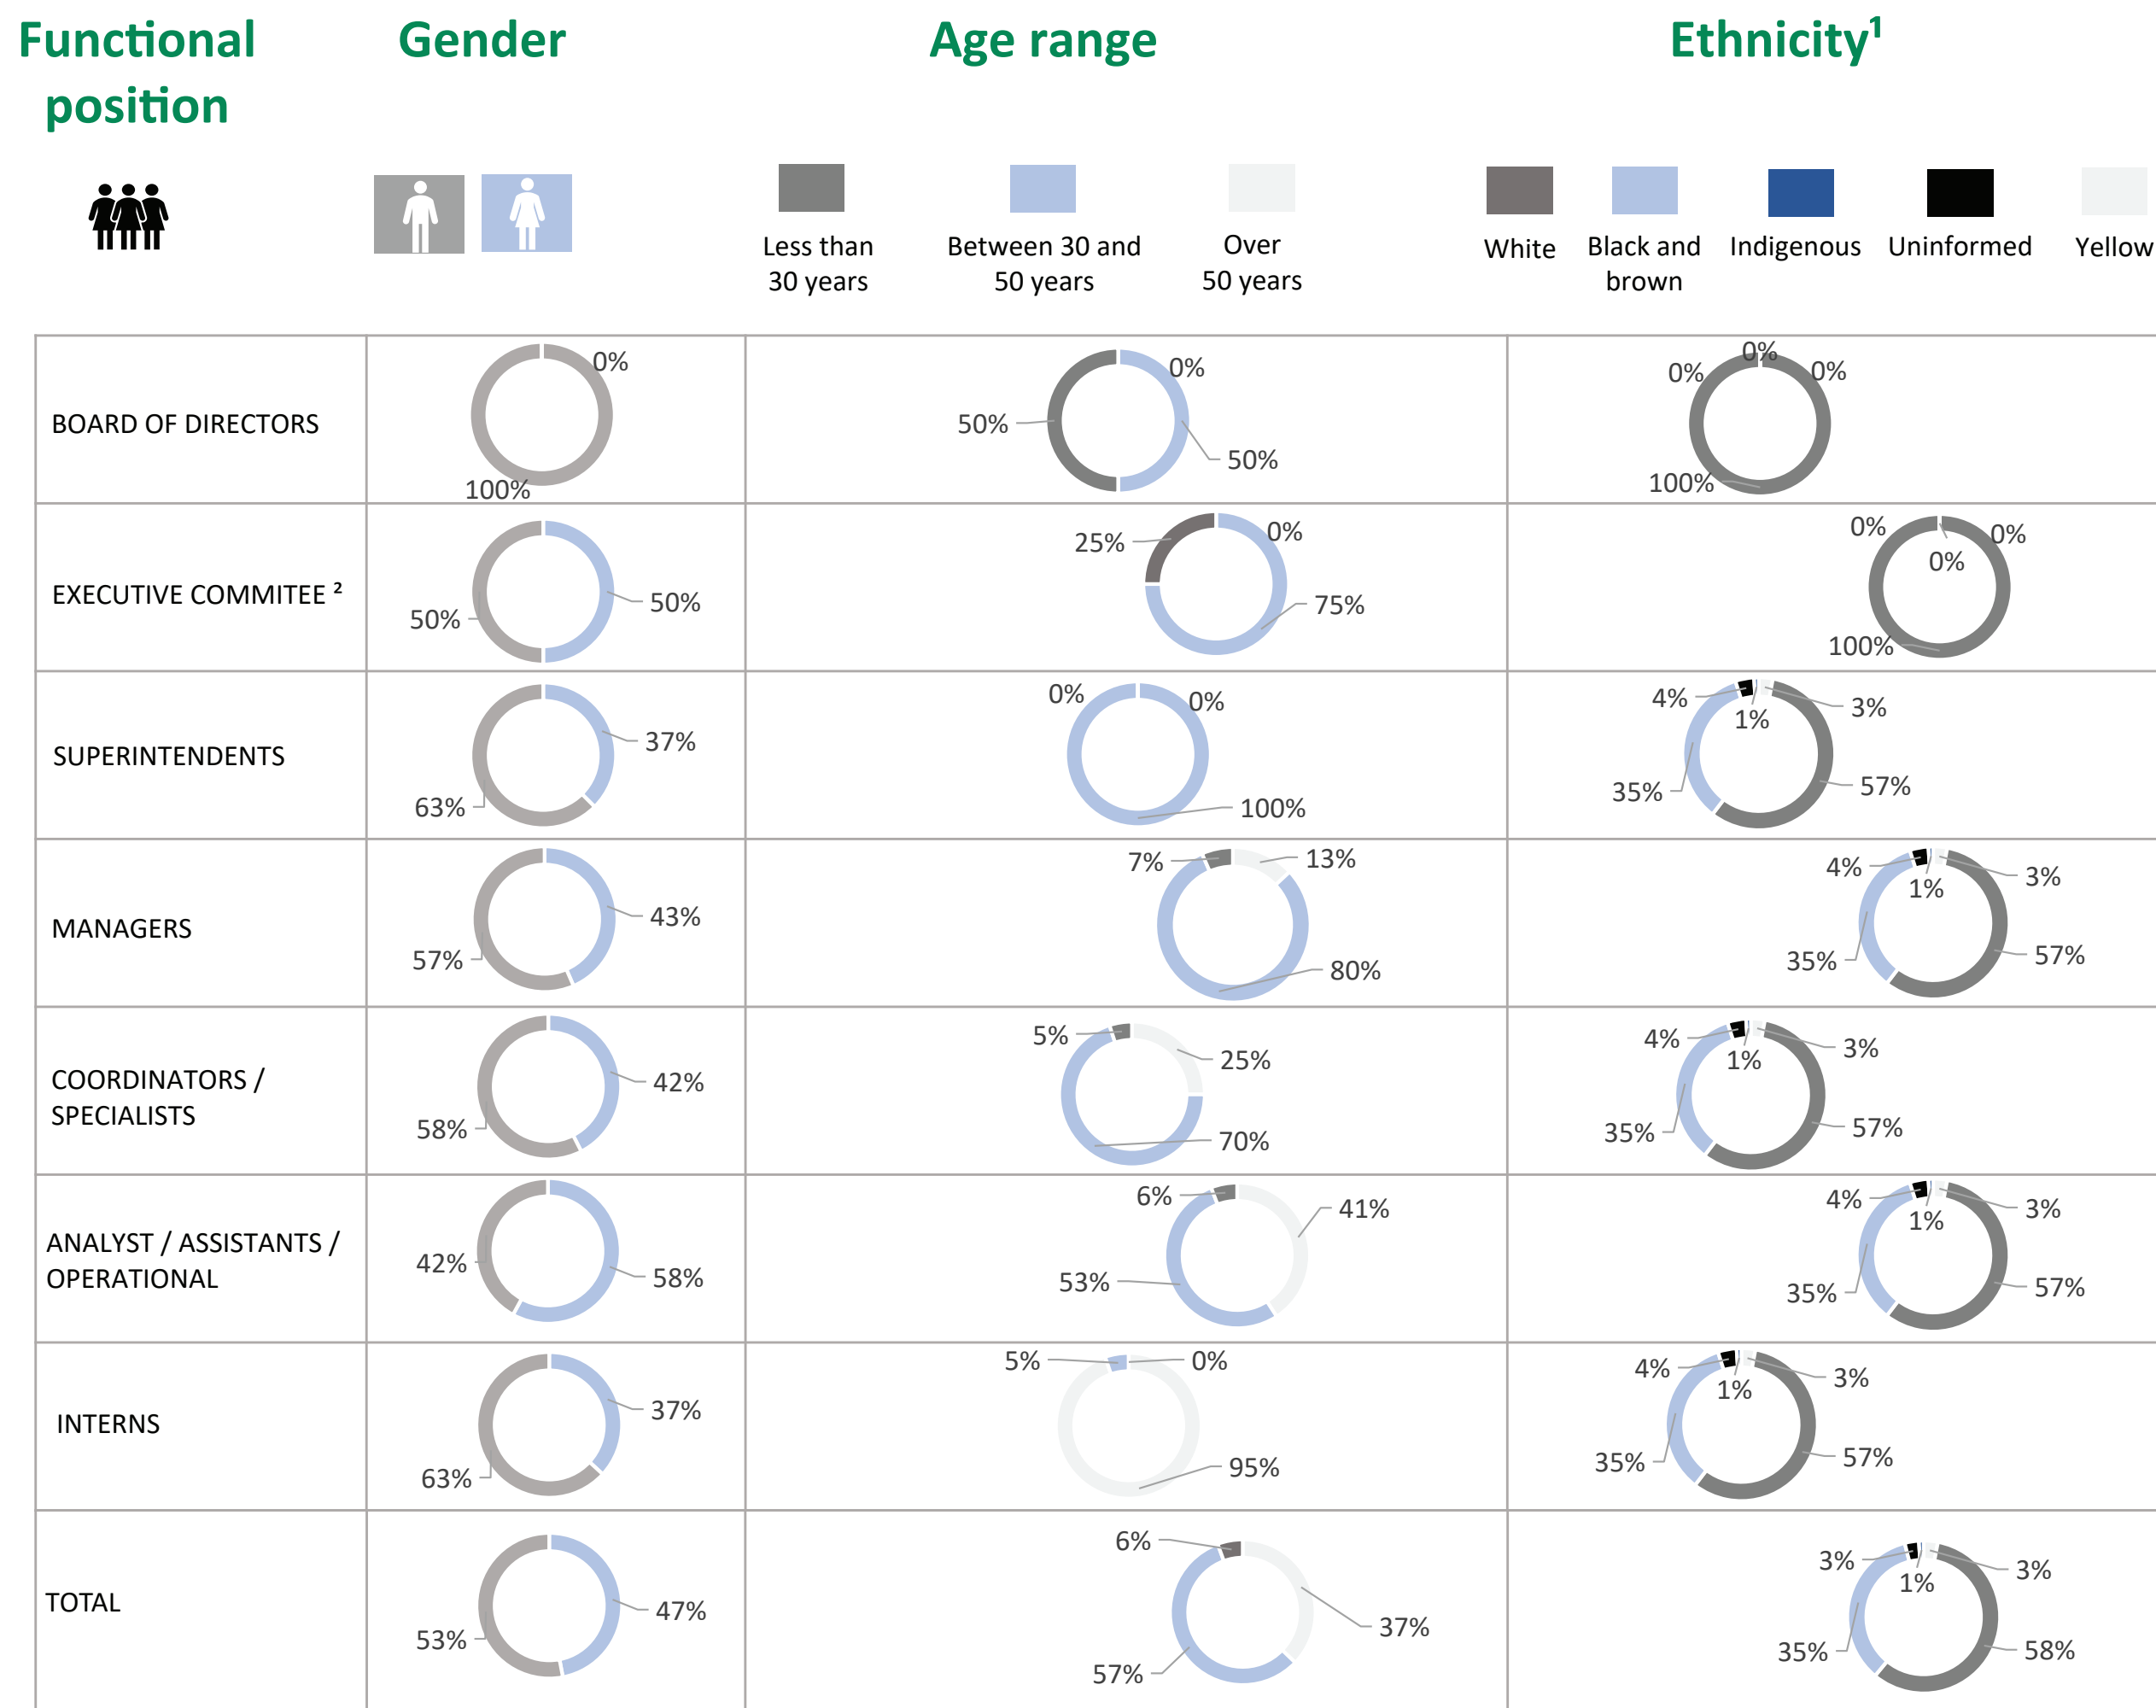 Functional
position
Gender
Age range
Ethnicity¹
Less than
30 years
Between 30 and
50 years
Over
50 years
White
Black and
brown
Indigenous
Uninformed
Yellow
BOARD OF DIRECTORS
0%
100%
0%
50%
50%
0%
0%
0%
100%
EXECUTIVE COMMITEE ²
50%
50%
25%
0%
75%
0%
0%
0%
100%
SUPERINTENDENTS
37%
63%
0%
0%
100%
4%
1%
3%
35%
57%
MANAGERS
43%
57%
7%
13%
80%
4%
1%
3%
35%
57%
COORDINATORS /
SPECIALISTS
42%
58%
5%
25%
70%
4%
1%
3%
35%
57%
ANALYST / ASSISTANTS /
OPERATIONAL
42%
58%
6%
41%
53%
4%
1%
3%
35%
57%
INTERNS
37%
63%
5%
0%
95%
4%
1%
3%
35%
57%
TOTAL
47%
53%
6%
37%
57%
3%
1%
3%
35%
58%